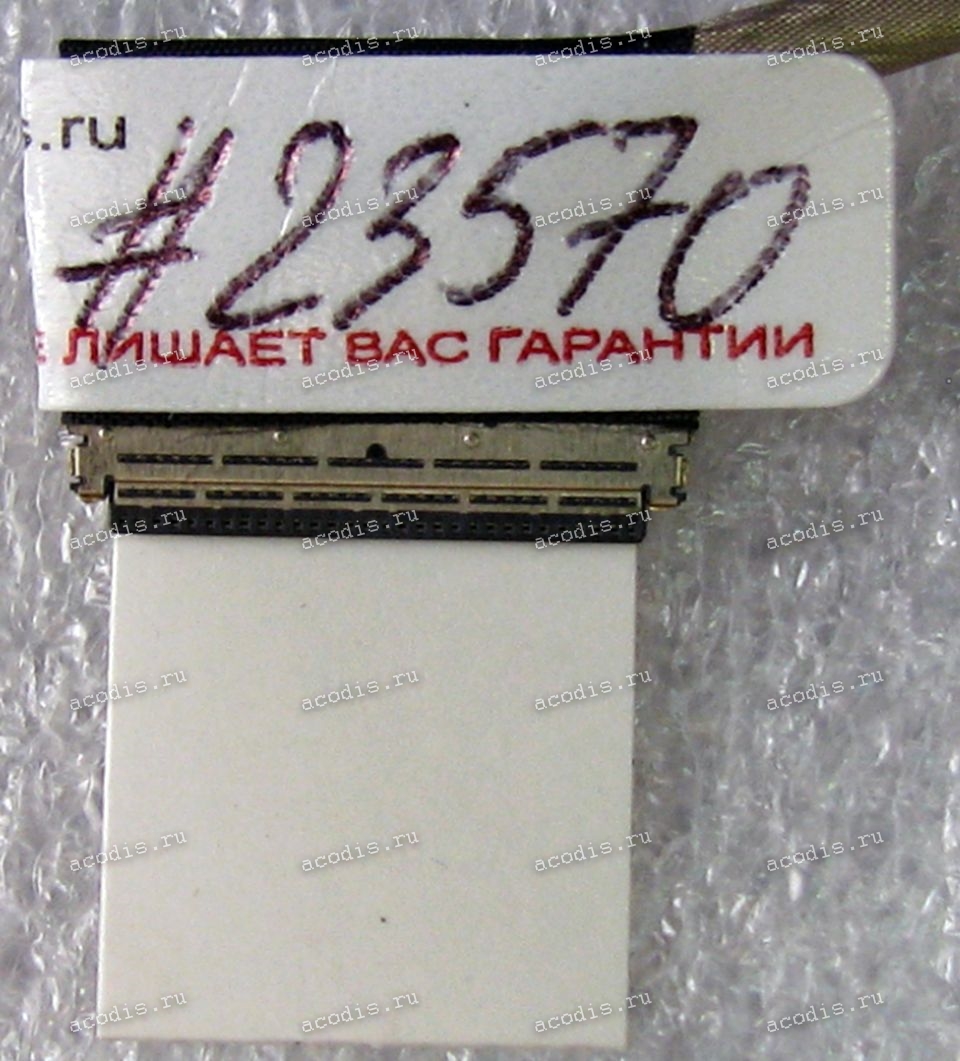 .ru
#23570
ЛИШАЕТ ВАС ГАРАНТИИ
acodis.ru